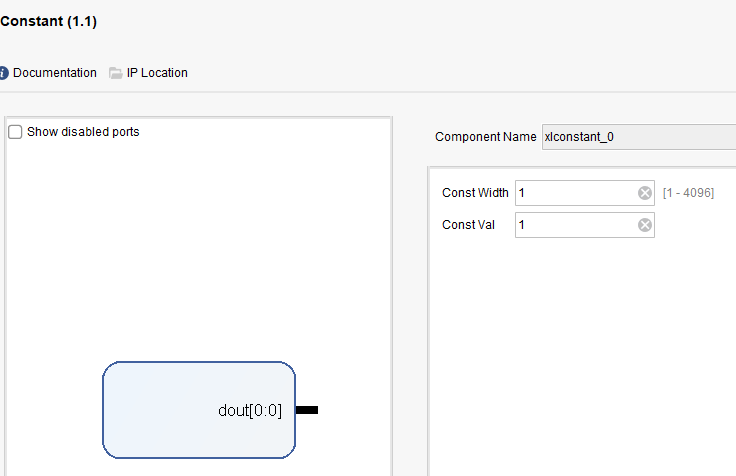 Constant (1.1)
Documentation IP Location
Show disabled ports
Component Name xlconstant_0
Const Width 1 [1 - 4096]
Const Val 1
dout[0:0]